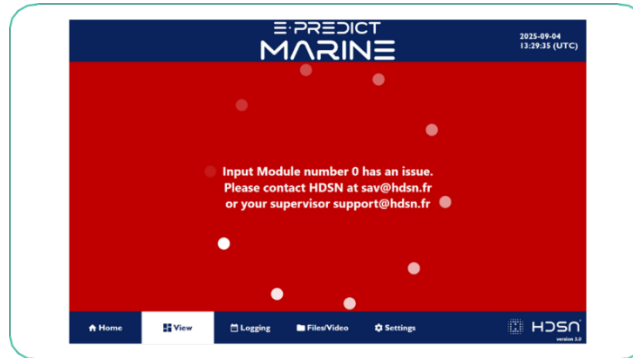 E·PREDICT
MARINE
2025-09-04
13:29:35 (UTC)
Input Module number 0 has an issue.
Please contact HDSN at sav@hdsn.fr
or your supervisor support@hdsn.fr
Home
View
Logging
Files/Video
Settings
HDSN
version 3.0